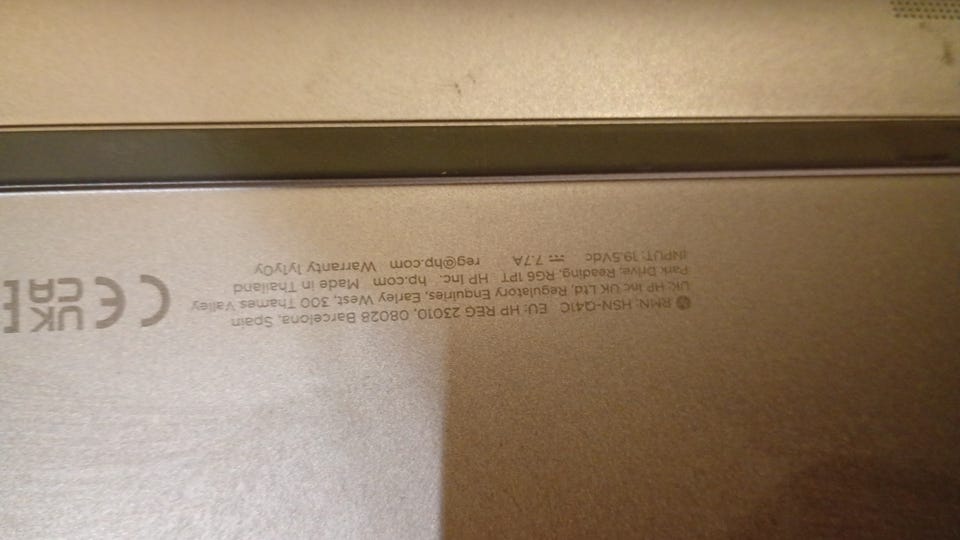 RMN: HSN-Q41C EU: HP REG 23010, 08028 Barcelona, Spain
UK: HP Inc UK Ltd, Regulatory Enquiries, Earley West, 300 Thames Valley
Park Drive, Reading, RG6 1PT HP Inc. hp.com Made in Thailand
INPUT: 19.5Vdc ⎓ 7.7A reg@hp.com Warranty 1y1y0y
CE UK CA